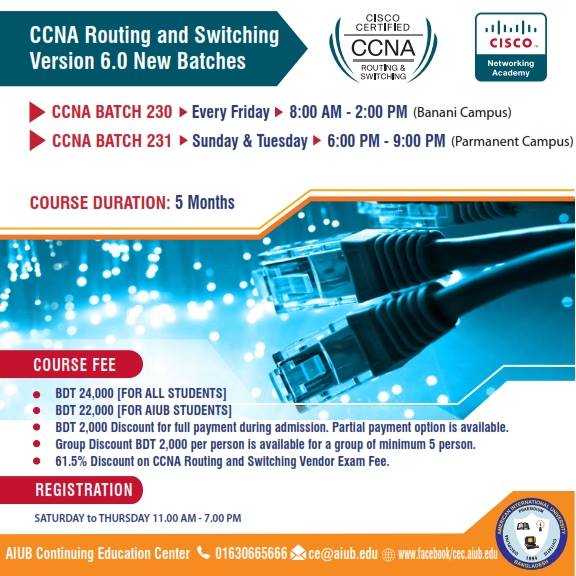 CCNA Routing and Switching
Version 6.0 New Batches
CISCO
CERTIFIED
CCNA
ROUTING &
SWITCHING
CISCO
Networking
Academy
CCNA BATCH 230 Every Friday 8:00 AM - 2:00 PM (Banani Campus)
CCNA BATCH 231 Sunday & Tuesday 6:00 PM - 9:00 PM (Parmanent Campus)
COURSE DURATION: 5 Months
COURSE FEE
BDT 24,000 [FOR ALL STUDENTS]
BDT 22,000 [FOR AIUB STUDENTS]
BDT 2,000 Discount for full payment during admission. Partial payment option is available.
Group Discount BDT 2,000 per person is available for a group of minimum 5 person.
61.5% Discount on CCNA Routing and Switching Vendor Exam Fee.
REGISTRATION
SATURDAY to THURSDAY 11.00 AM - 7.00 PM
AIUB Continuing Education Center 01630665666 ce@aiub.edu www.facebook/cec.aiub.edu
AMERICAN INTERNATIONAL UNIVERSITY
BANGLADESH
1994